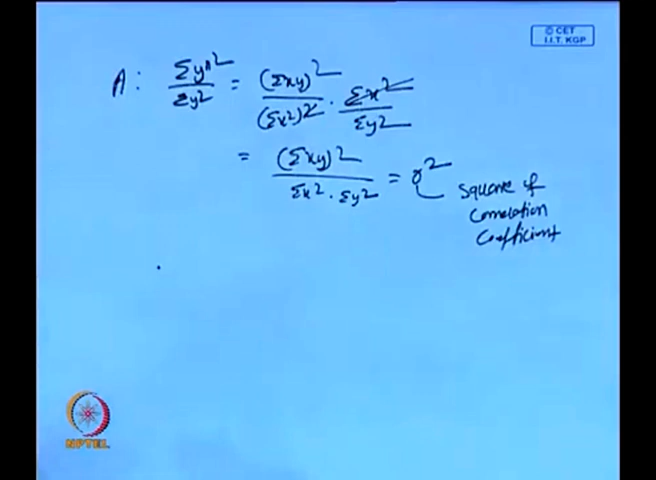 © CET
I.I.T. KGP
A: Σŷ²/Σy² = (Σxy)²/(Σx²)² · Σx²/Σy²
= (Σxy)²/Σx² · Σy² = r²
Square of
Correlation
Coefficient
NPTEL